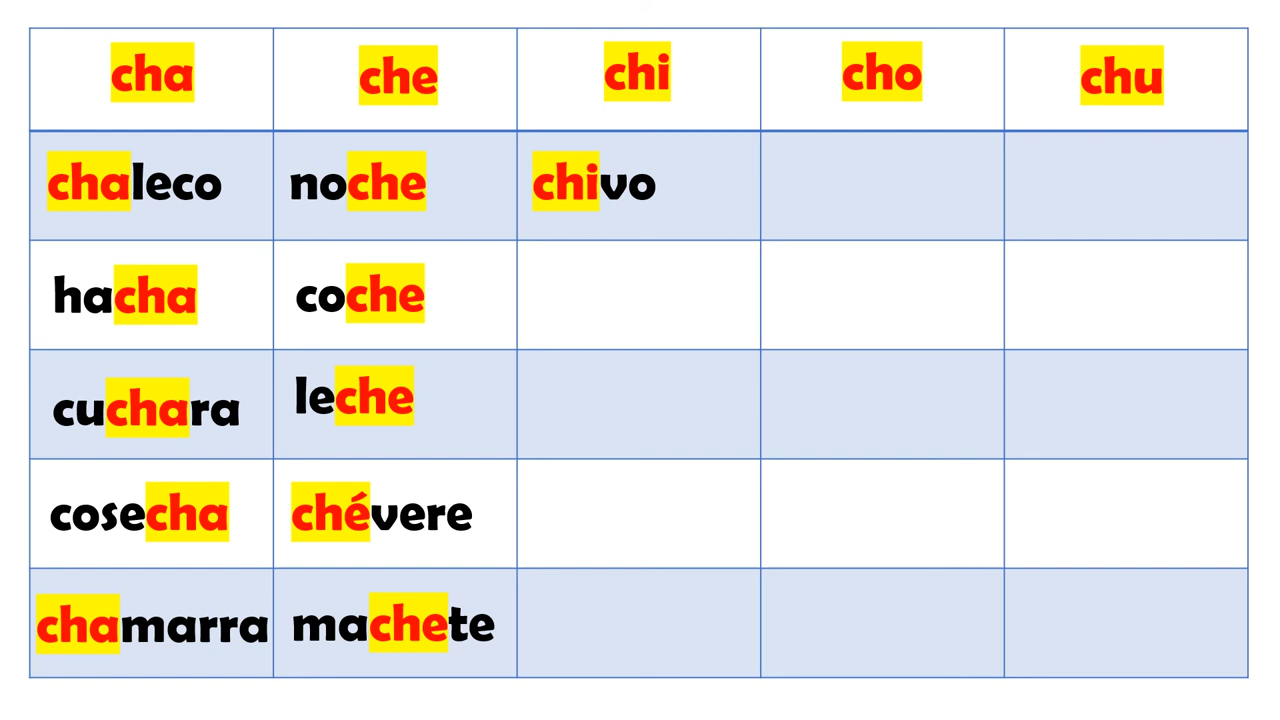 cha che chi cho chu
chaleco noche chivo
hacha coche
cuchara leche
cosecha chévere
chamarra machete